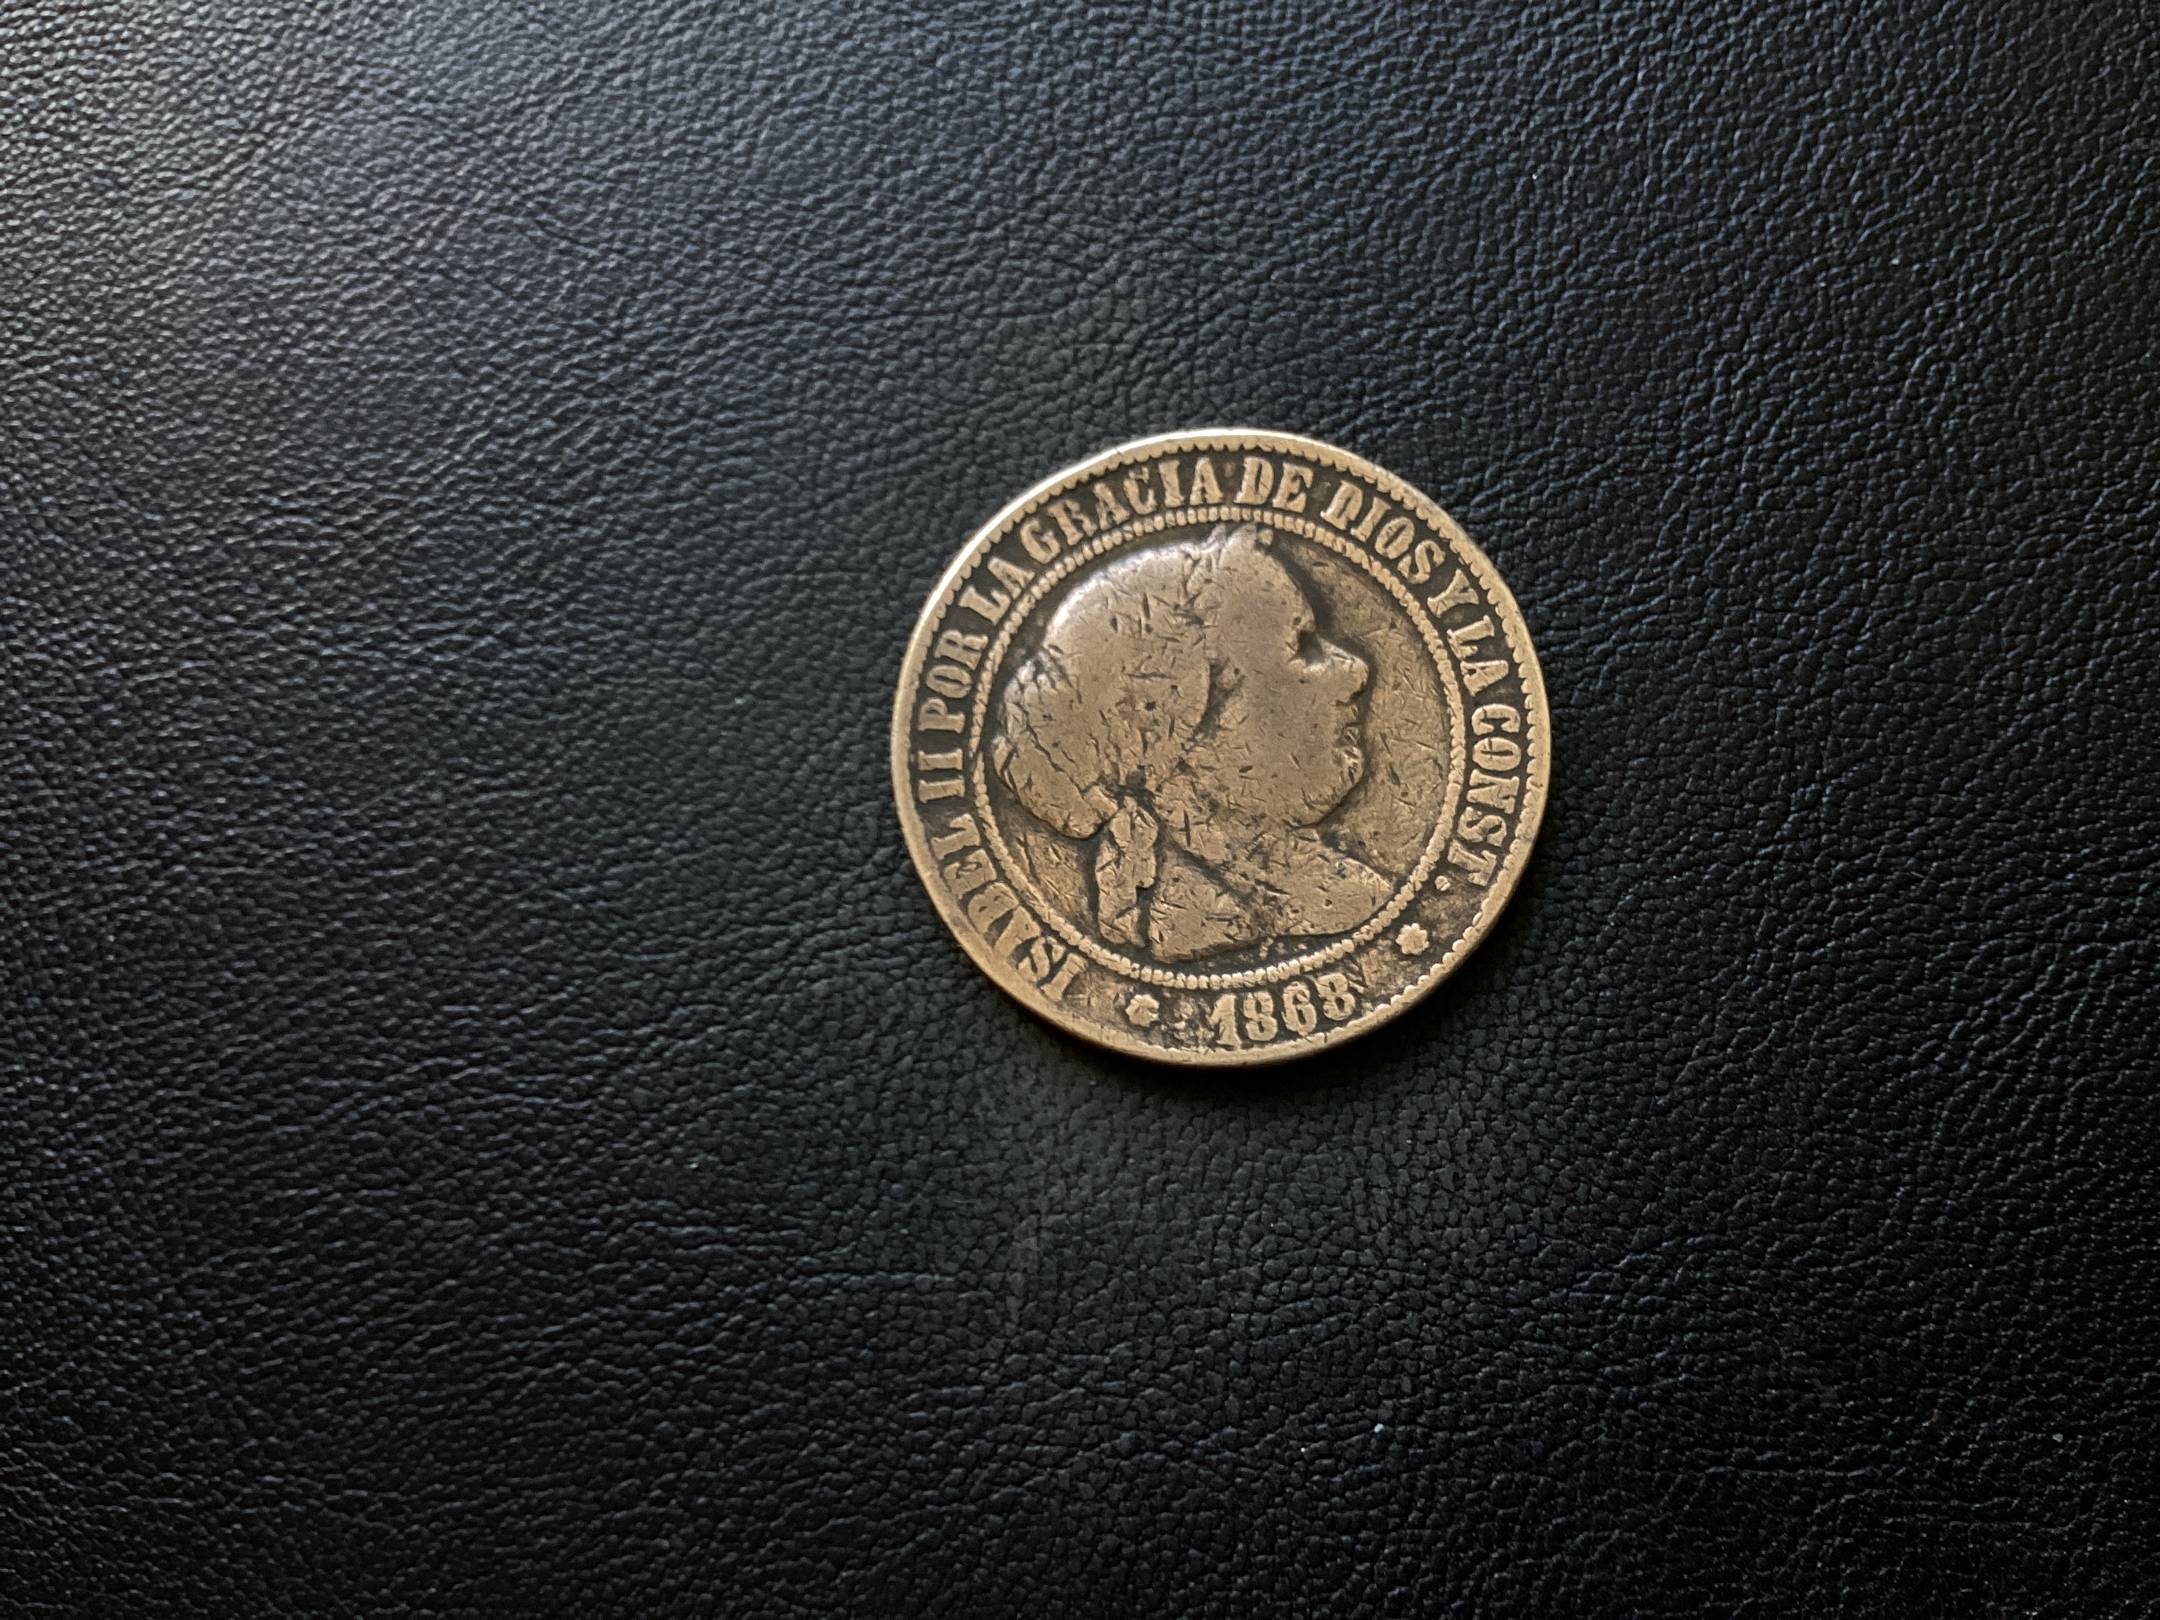 ISABEL II POR LA GRACIA DE DIOS Y LA CONST.
1868